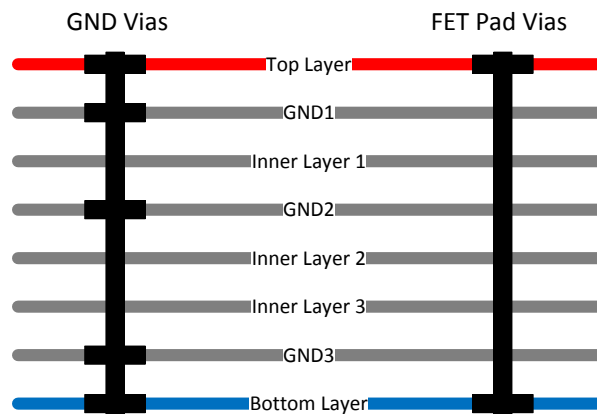 GND Vias
FET Pad Vias
Top Layer
GND1
Inner Layer 1
GND2
Inner Layer 2
Inner Layer 3
GND3
Bottom Layer